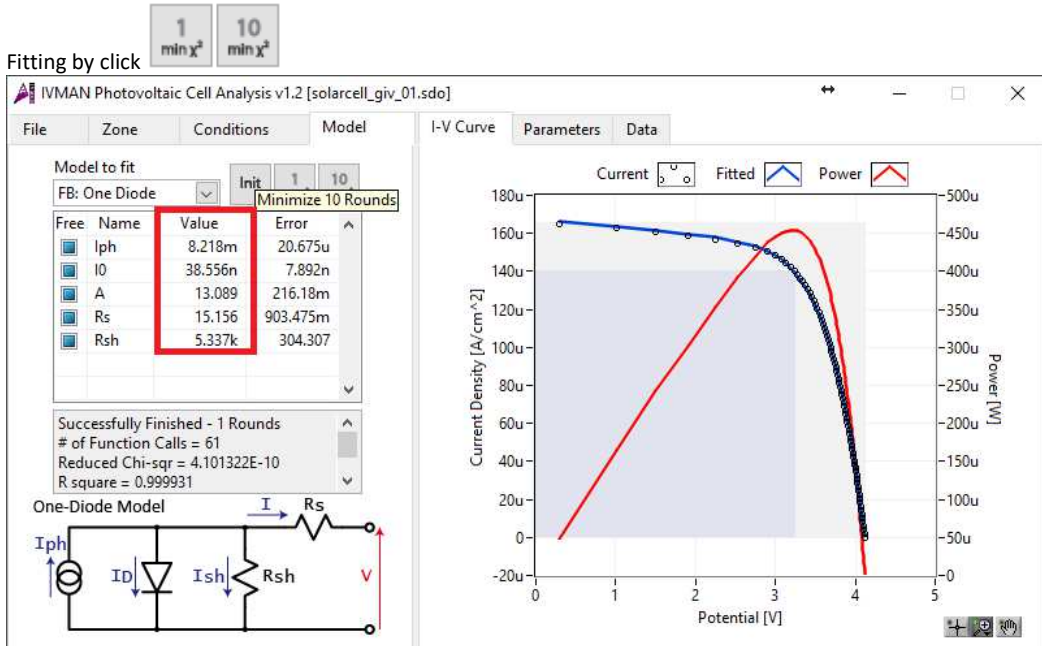 1 10
Fitting by click min χ² min χ²
IVMAN Photovoltaic Cell Analysis v1.2 [solarcell_giv_01.sdo]
File Zone Conditions Model I-V Curve Parameters Data
Model to fit
FB: One Diode Init 1 10
Minimize 10 Rounds
Free Name Value Error
Iph 8.218m 20.675u
I0 38.556n 7.892n
A 13.089 216.18m
Rs 15.156 903.475m
Rsh 5.337k 304.307
Successfully Finished - 1 Rounds
# of Function Calls = 61
Reduced Chi-sqr = 4.101322E-10
R square = 0.999931
One-Diode Model
I Rs
Iph ID Ish Rsh V
Current Fitted Power
180u
160u
140u
120u
100u
80u
60u
40u
20u
0
-20u
Current Density [A/cm^2]
0 1 2 3 4 5
Potential [V]
-500u
-450u
-400u
-350u
-300u
-250u
-200u
-150u
-100u
-50u
-0
Power [W]